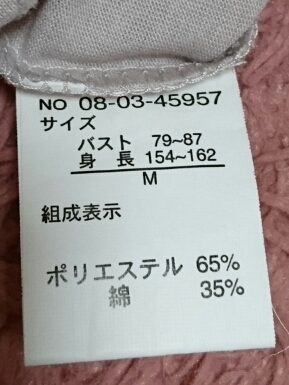 NO 08-03-45957
サイズ
バスト 79~87
身長 154~162
M
組成表示
ポリエステル 65%
綿 35%